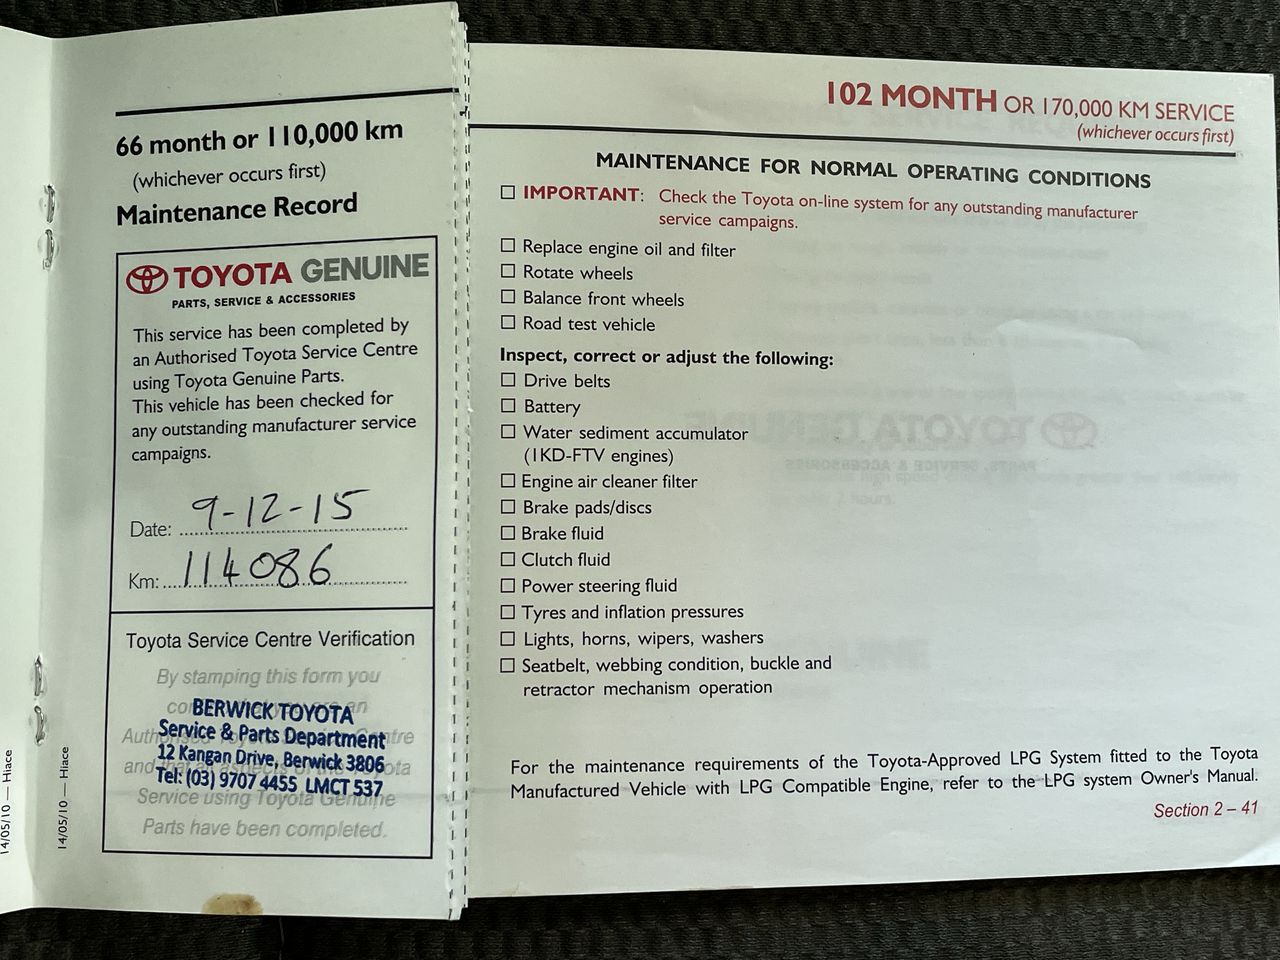 66 month or 110,000 km
(whichever occurs first)
Maintenance Record
TOYOTA GENUINE
PARTS, SERVICE & ACCESSORIES
This service has been completed by
an Authorised Toyota Service Centre
using Toyota Genuine Parts.
This vehicle has been checked for
any outstanding manufacturer service
campaigns.
Date: 9-12-15
Km: 114086
Toyota Service Centre Verification
By stamping this form you
BERWICK TOYOTA
Service & Parts Department
12 Kangan Drive, Berwick 3806
Tel: (03) 9707 4455 LMCT 537
Service using Toyota Genuine
Parts have been completed.
14/05/10 — Hiace
14/05/10 — Hiace
102 MONTH OR 170,000 KM SERVICE
(whichever occurs first)
MAINTENANCE FOR NORMAL OPERATING CONDITIONS
IMPORTANT: Check the Toyota on-line system for any outstanding manufacturer
service campaigns.
Replace engine oil and filter
Rotate wheels
Balance front wheels
Road test vehicle
Inspect, correct or adjust the following:
Drive belts
Battery
Water sediment accumulator
(1KD-FTV engines)
Engine air cleaner filter
Brake pads/discs
Brake fluid
Clutch fluid
Power steering fluid
Tyres and inflation pressures
Lights, horns, wipers, washers
Seatbelt, webbing condition, buckle and
retractor mechanism operation
For the maintenance requirements of the Toyota-Approved LPG System fitted to the Toyota
Manufactured Vehicle with LPG Compatible Engine, refer to the LPG system Owner's Manual.
Section 2 – 41